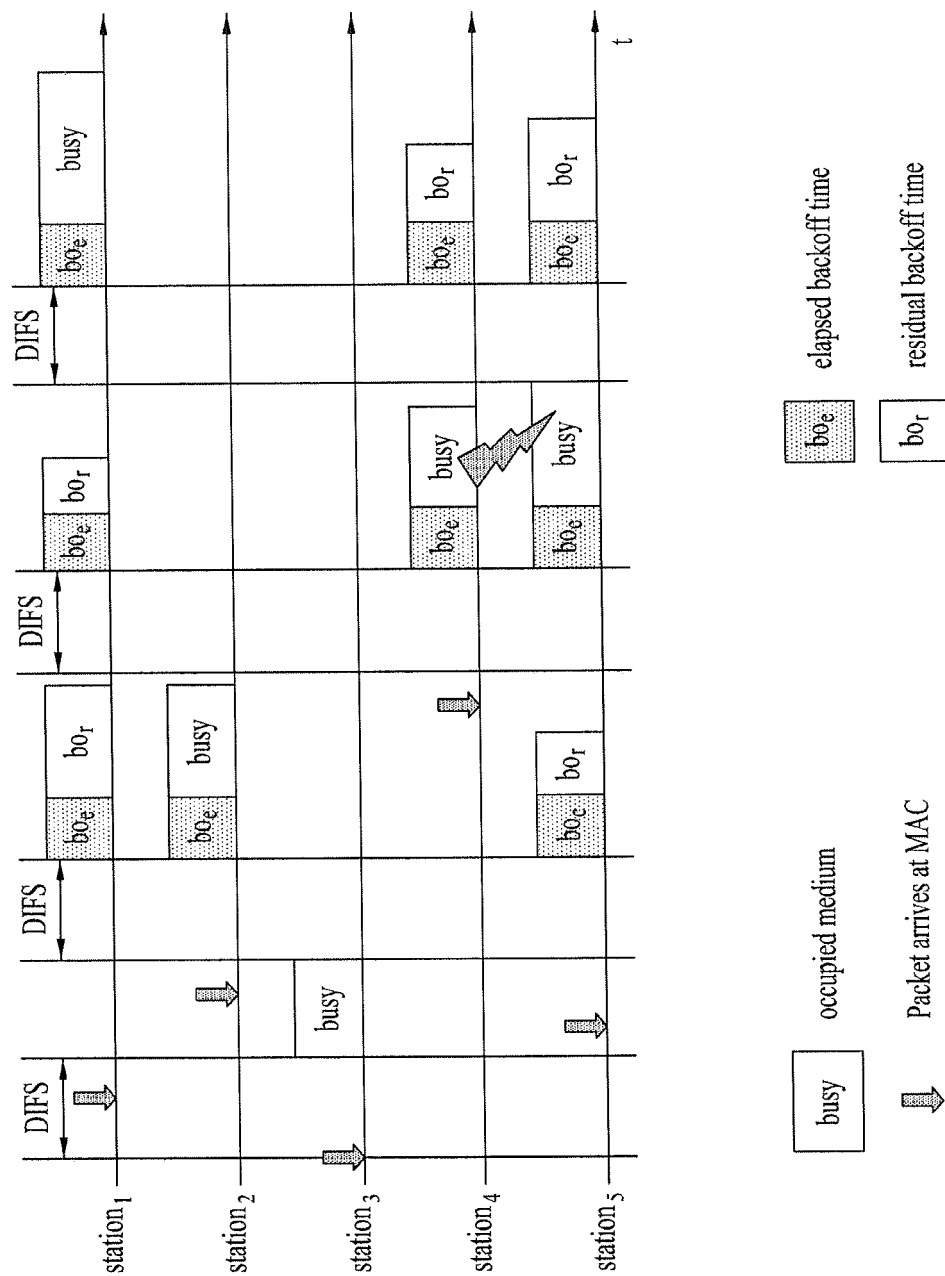 DIFS
DIFS
DIFS
DIFS
station1
bo_e
bo_r
bo_e
bo_r
bo_e
busy
station2
bo_e
busy
station3
busy
station4
bo_e
busy
bo_e
bo_r
station5
bo_c
bo_r
bo_e
busy
bo_c
bo_r
t
busy
occupied medium
bo_e
elapsed backoff time
Packet arrives at MAC
bo_r
residual backoff time